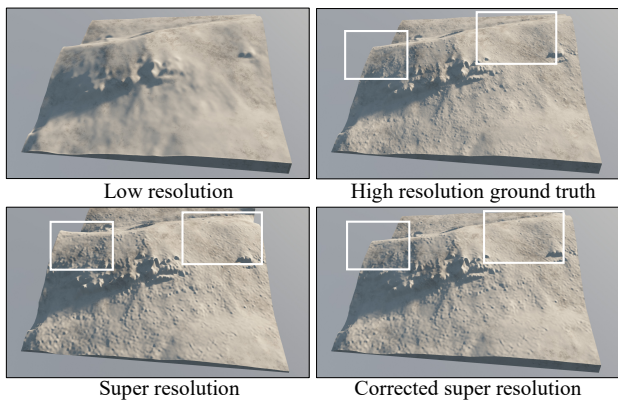 Low resolution
High resolution ground truth
Super resolution
Corrected super resolution